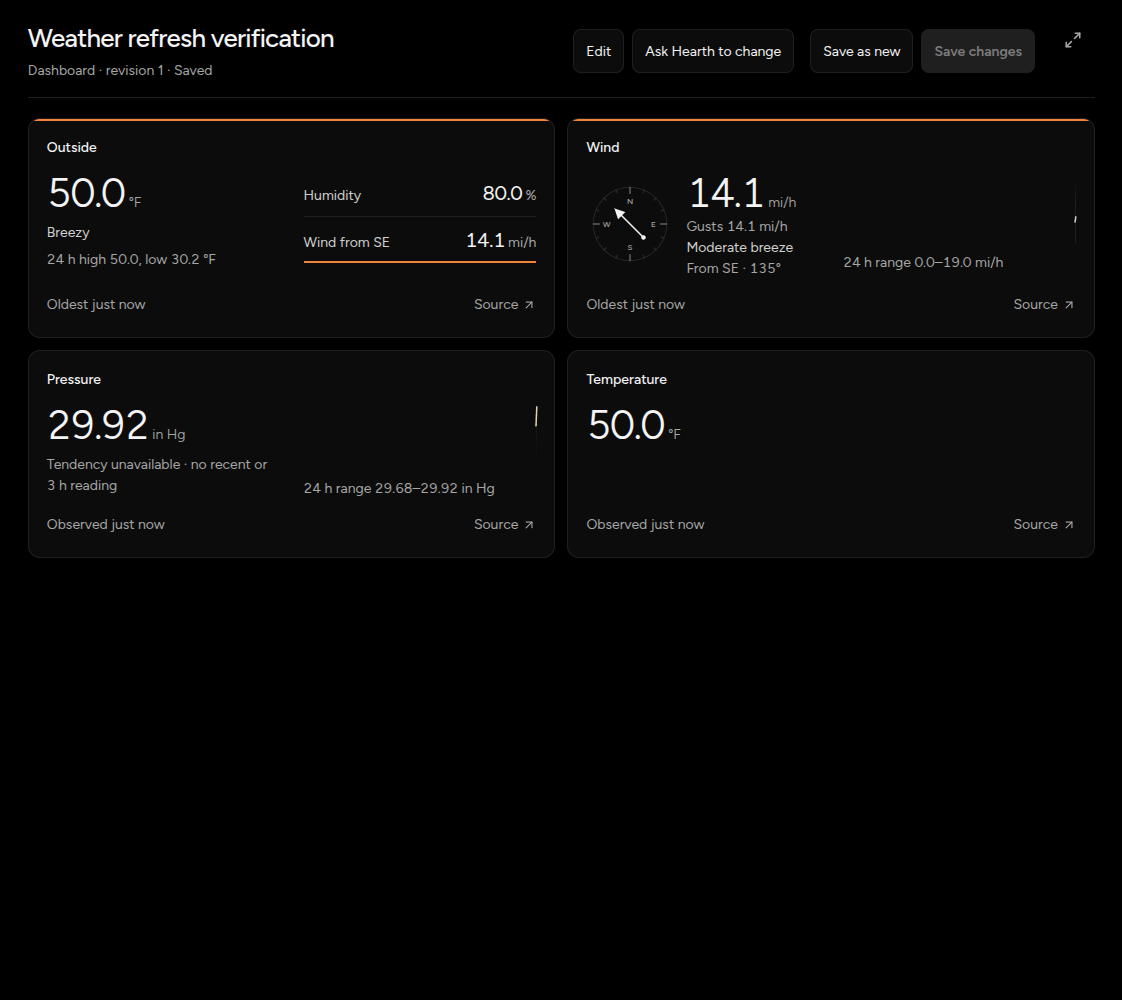 Weather refresh verification
Dashboard · revision 1 · Saved
Edit
Ask Hearth to change
Save as new
Save changes
Outside
50.0 °F
Breezy
24 h high 50.0, low 30.2 °F
Humidity 80.0 %
Wind from SE 14.1 mi/h
Oldest just now
Source
Wind
N
W
E
S
14.1 mi/h
Gusts 14.1 mi/h
Moderate breeze
From SE · 135°
24 h range 0.0–19.0 mi/h
Oldest just now
Source
Pressure
29.92 in Hg
Tendency unavailable · no recent or
3 h reading
24 h range 29.68–29.92 in Hg
Observed just now
Source
Temperature
50.0 °F
Observed just now
Source